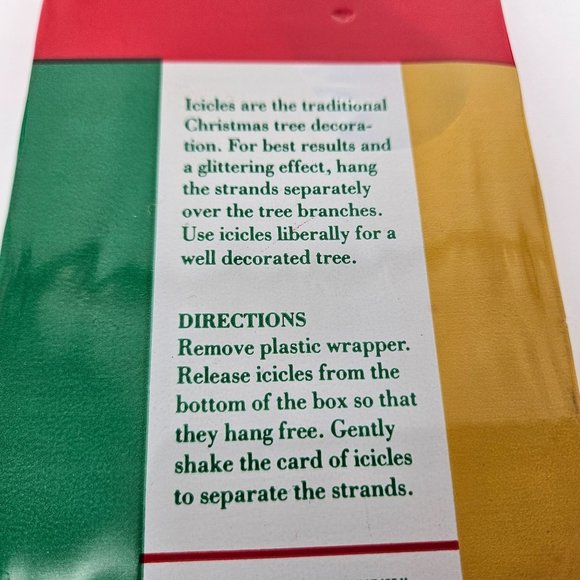 Icicles are the traditional
Christmas tree decora-
tion. For best results and
a glittering effect, hang
the strands separately
over the tree branches.
Use icicles liberally for a
well decorated tree.
DIRECTIONS
Remove plastic wrapper.
Release icicles from the
bottom of the box so that
they hang free. Gently
shake the card of icicles
to separate the strands.